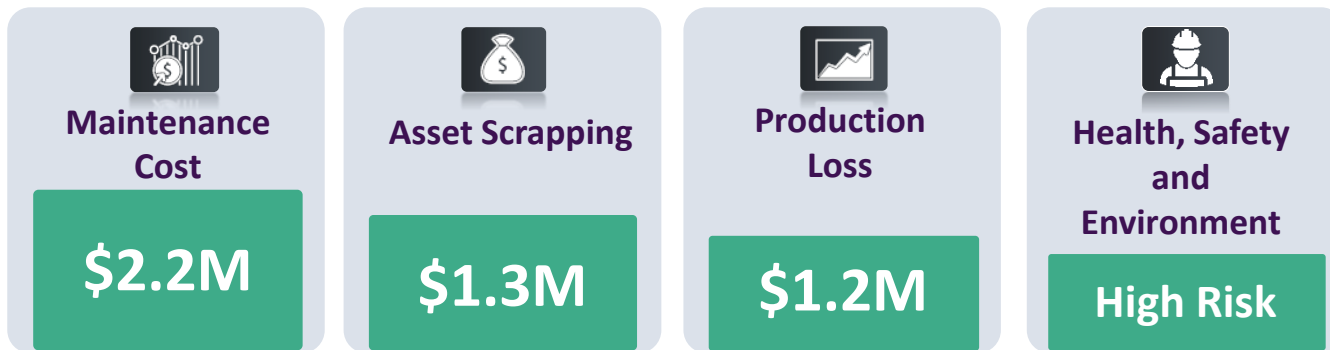 Maintenance
Cost
$2.2M
Asset Scrapping
$1.3M
Production
Loss
$1.2M
Health, Safety
and
Environment
High Risk